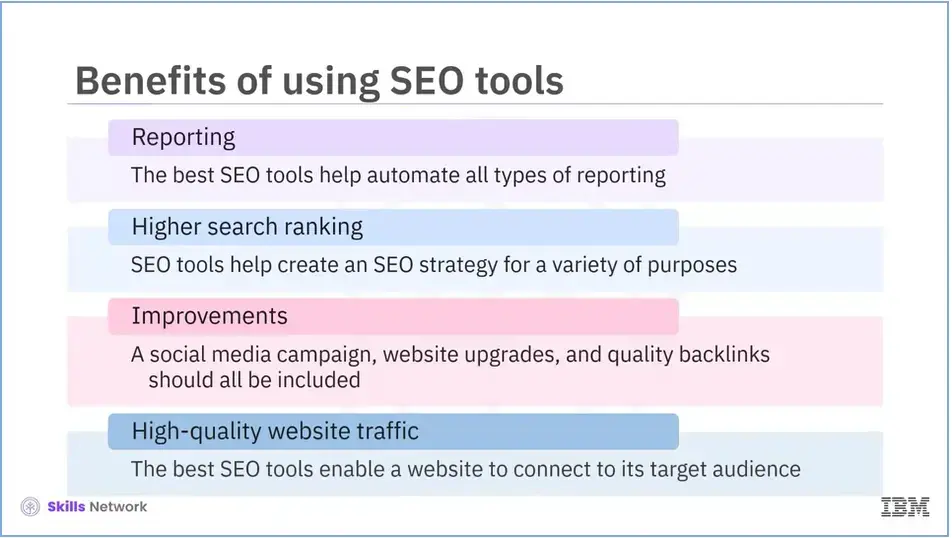 Benefits of using SEO tools
Reporting
The best SEO tools help automate all types of reporting
Higher search ranking
SEO tools help create an SEO strategy for a variety of purposes
Improvements
A social media campaign, website upgrades, and quality backlinks
should all be included
High-quality website traffic
The best SEO tools enable a website to connect to its target audience
Skills Network
IBM